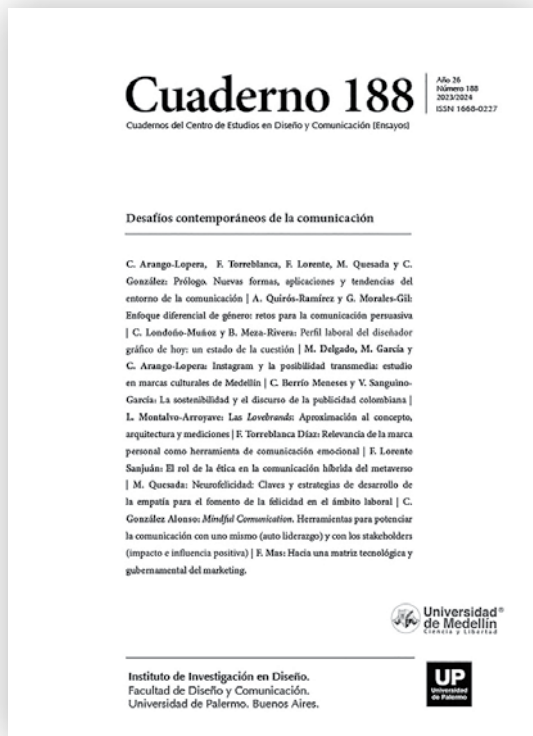 Cuaderno 188
Año 26
Número 188
2023/2024
ISSN 1668-0227
Cuadernos del Centro de Estudios en Diseño y Comunicación [Ensayos]
Desafíos contemporáneos de la comunicación
C. Arango-Lopera, F. Torreblanca, F. Lorente, M. Quesada y C.
González: Prólogo. Nuevas formas, aplicaciones y tendencias del
entorno de la comunicación | A. Quirós-Ramírez y G. Morales-Gil:
Enfoque diferencial de género: retos para la comunicación persuasiva
| C. Londoño-Muñoz y B. Meza-Rivera: Perfil laboral del diseñador
gráfico de hoy: un estado de la cuestión | M. Delgado, M. García y
C. Arango-Lopera: Instagram y la posibilidad transmedia: estudio
en marcas culturales de Medellín | C. Berrío Meneses y V. Sanguino-
García: La sostenibilidad y el discurso de la publicidad colombiana |
L. Montalvo-Arroyave: Las Lovebrands: Aproximación al concepto,
arquitectura y mediciones | F. Torreblanca Díaz: Relevancia de la marca
personal como herramienta de comunicación emocional | F. Lorente
Sanjuán: El rol de la ética en la comunicación híbrida del metaverso
| M. Quesada: Neurofelicidad: Claves y estrategias de desarrollo de
la empatía para el fomento de la felicidad en el ámbito laboral | C.
González Alonso: Mindful Comunication. Herramientas para potenciar
la comunicación con uno mismo (auto liderazgo) y con los stakeholders
(impacto e influencia positiva) | F. Mas: Hacia una matriz tecnológica y
gubernamental del marketing.
Universidad®
de Medellín
Ciencia y Libertad
Instituto de Investigación en Diseño.
Facultad de Diseño y Comunicación.
Universidad de Palermo. Buenos Aires.
UP
Universidad
de Palermo